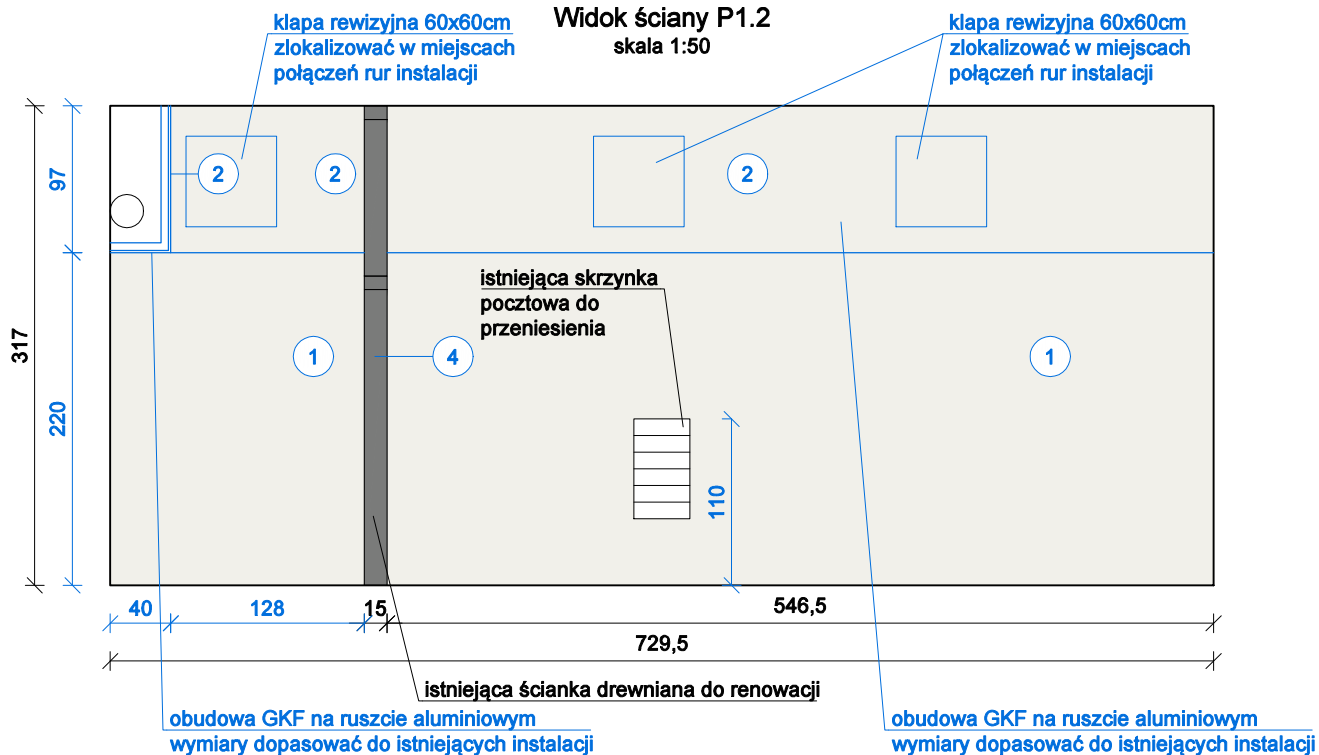 Widok ściany P1.2
skala 1:50
klapa rewizyjna 60x60cm
zlokalizować w miejscach
połączeń rur instalacji
klapa rewizyjna 60x60cm
zlokalizować w miejscach
połączeń rur instalacji
97
2
2
2
istniejąca skrzynka
pocztowa do
przeniesienia
317
1
4
1
220
110
40
128
15
546,5
729,5
istniejąca ścianka drewniana do renowacji
obudowa GKF na ruszcie aluminiowym
wymiary dopasować do istniejących instalacji
obudowa GKF na ruszcie aluminiowym
wymiary dopasować do istniejących instalacji